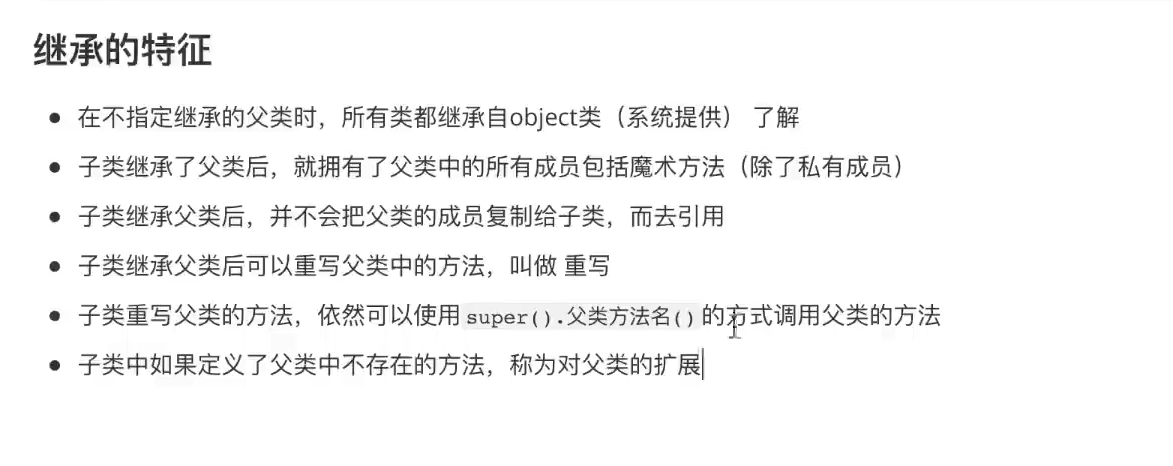 继承的特征
在不指定继承的父类时，所有类都继承自object类（系统提供） 了解
子类继承了父类后，就拥有了父类中的所有成员包括魔术方法（除了私有成员）
子类继承父类后，并不会把父类的成员复制给子类，而去引用
子类继承父类后可以重写父类中的方法，叫做 重写
子类重写父类的方法，依然可以使用super().父类方法名()的方式调用父类的方法
子类中如果定义了父类中不存在的方法，称为对父类的扩展